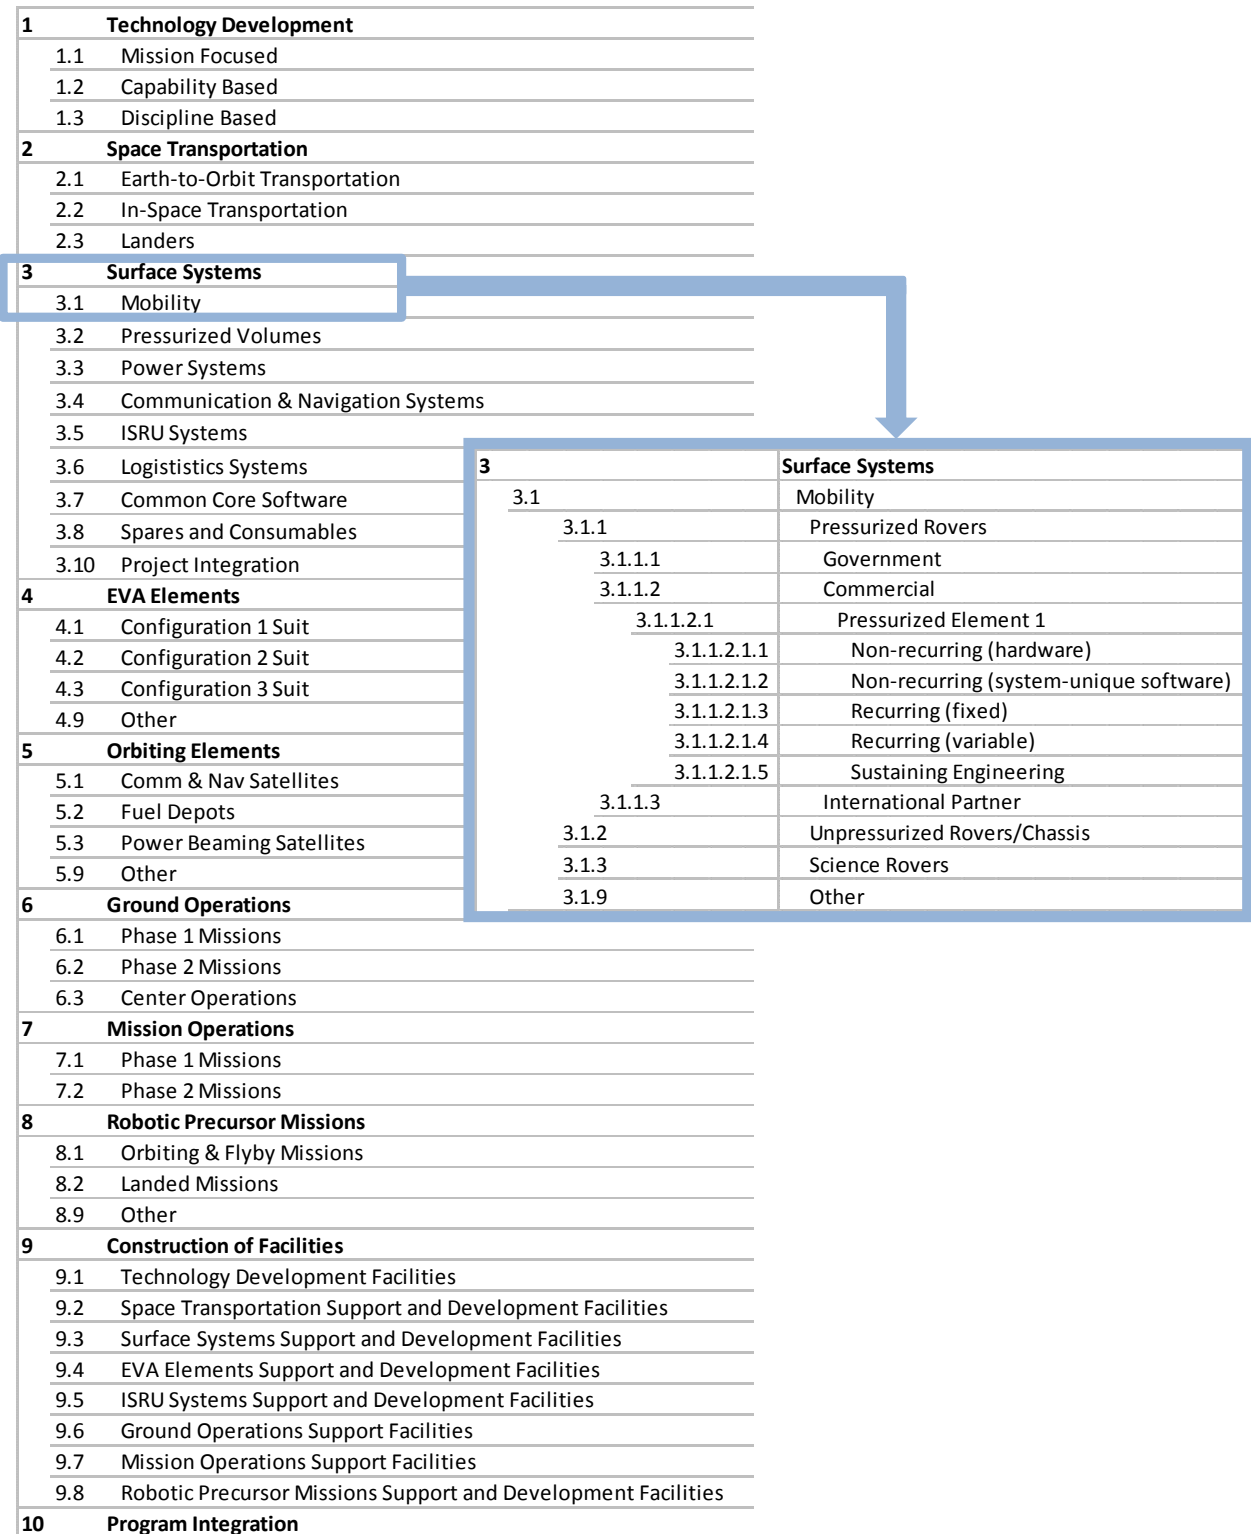 1 Technology Development
1.1 Mission Focused
1.2 Capability Based
1.3 Discipline Based
2 Space Transportation
2.1 Earth-to-Orbit Transportation
2.2 In-Space Transportation
2.3 Landers
3 Surface Systems
3.1 Mobility
3.2 Pressurized Volumes
3.3 Power Systems
3.4 Communication & Navigation Systems
3.5 ISRU Systems
3.6 Logististics Systems
3.7 Common Core Software
3.8 Spares and Consumables
3.10 Project Integration
4 EVA Elements
4.1 Configuration 1 Suit
4.2 Configuration 2 Suit
4.3 Configuration 3 Suit
4.9 Other
5 Orbiting Elements
5.1 Comm & Nav Satellites
5.2 Fuel Depots
5.3 Power Beaming Satellites
5.9 Other
6 Ground Operations
6.1 Phase 1 Missions
6.2 Phase 2 Missions
6.3 Center Operations
7 Mission Operations
7.1 Phase 1 Missions
7.2 Phase 2 Missions
8 Robotic Precursor Missions
8.1 Orbiting & Flyby Missions
8.2 Landed Missions
8.9 Other
9 Construction of Facilities
9.1 Technology Development Facilities
9.2 Space Transportation Support and Development Facilities
9.3 Surface Systems Support and Development Facilities
9.4 EVA Elements Support and Development Facilities
9.5 ISRU Systems Support and Development Facilities
9.6 Ground Operations Support Facilities
9.7 Mission Operations Support Facilities
9.8 Robotic Precursor Missions Support and Development Facilities
10 Program Integration
3 Surface Systems
3.1 Mobility
3.1.1 Pressurized Rovers
3.1.1.1 Government
3.1.1.2 Commercial
3.1.1.2.1 Pressurized Element 1
3.1.1.2.1.1 Non-recurring (hardware)
3.1.1.2.1.2 Non-recurring (system-unique software)
3.1.1.2.1.3 Recurring (fixed)
3.1.1.2.1.4 Recurring (variable)
3.1.1.2.1.5 Sustaining Engineering
3.1.1.3 International Partner
3.1.2 Unpressurized Rovers/Chassis
3.1.3 Science Rovers
3.1.9 Other